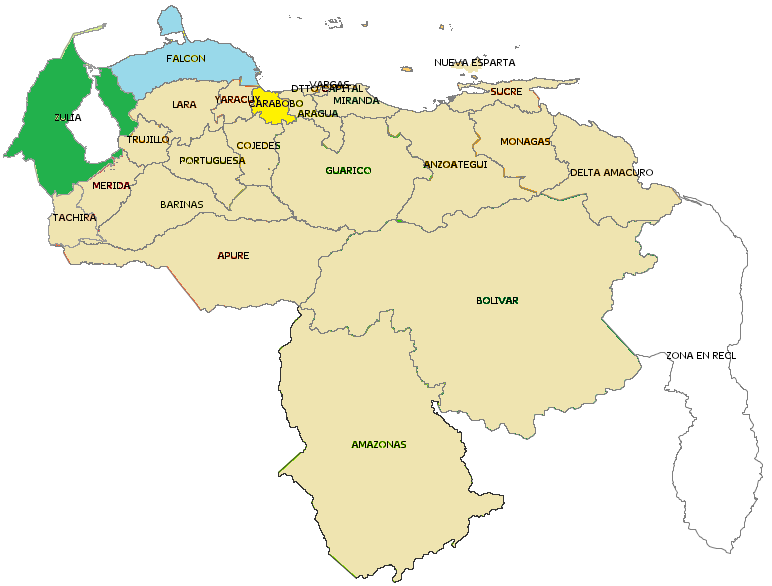 FALCON
NUEVA ESPARTA
VARGAS
DTTO CAPITAL
SUCRE
LARA
YARACUY
CARABOBO
MIRANDA
ARAGUA
ZULIA
TRUJILLO
COJEDES
MONAGAS
PORTUGUESA
ANZOATEGUI
GUARICO
DELTA AMACURO
MERIDA
BARINAS
TACHIRA
APURE
BOLIVAR
ZONA EN RECL
AMAZONAS